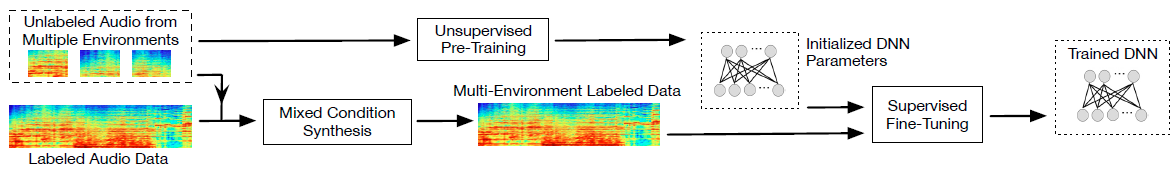 Unlabeled Audio from
Multiple Environments
Unsupervised
Pre-Training
Initialized DNN
Parameters
Trained DNN
Mixed Condition
Synthesis
Multi-Environment Labeled Data
Supervised
Fine-Tuning
Labeled Audio Data